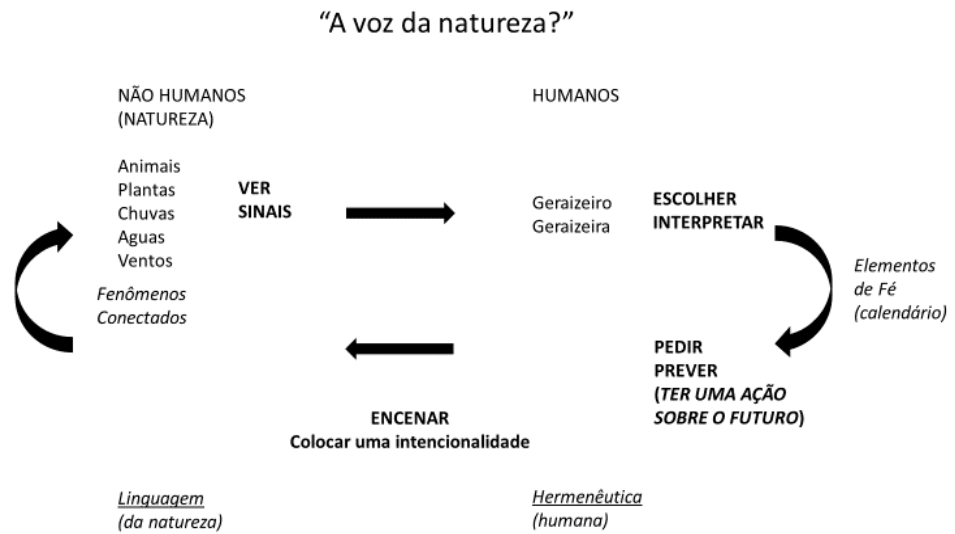 “A voz da natureza?”
NÃO HUMANOS
(NATUREZA)
HUMANOS
Animais
Plantas
Chuvas
Aguas
Ventos
VER
SINAIS
Geraizeiro
Geraizeira
ESCOLHER
INTERPRETAR
Fenômenos
Conectados
Elementos
de Fé
(calendário)
PEDIR
PREVER
(TER UMA AÇÃO
SOBRE O FUTURO)
ENCENAR
Colocar uma intencionalidade
Linguagem
(da natureza)
Hermenêutica
(humana)